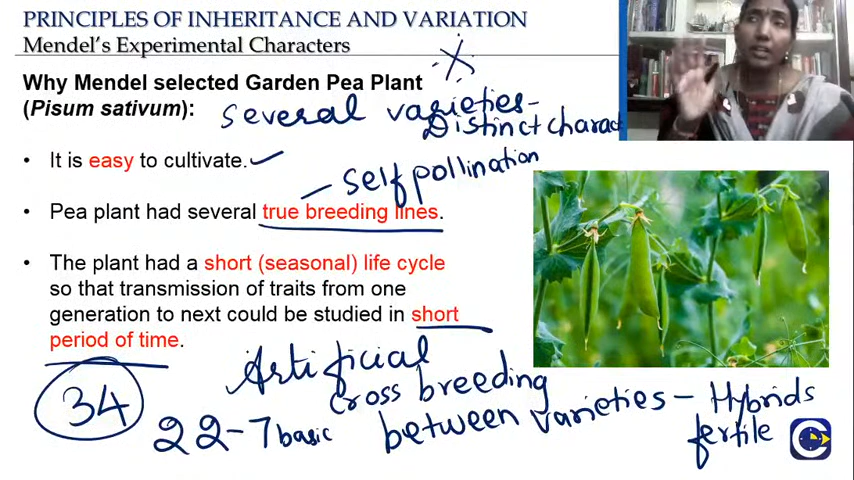 PRINCIPLES OF INHERITANCE AND VARIATION
Mendel's Experimental Characters
Why Mendel selected Garden Pea Plant
(Pisum sativum):
several varieties-
Distinct charact
• It is easy to cultivate.
self pollination
• Pea plant had several true breeding lines.
• The plant had a short (seasonal) life cycle
so that transmission of traits from one
generation to next could be studied in short
period of time.
Artificial
cross breeding
between varieties - Hybrids
fertile
34
22-7 basic